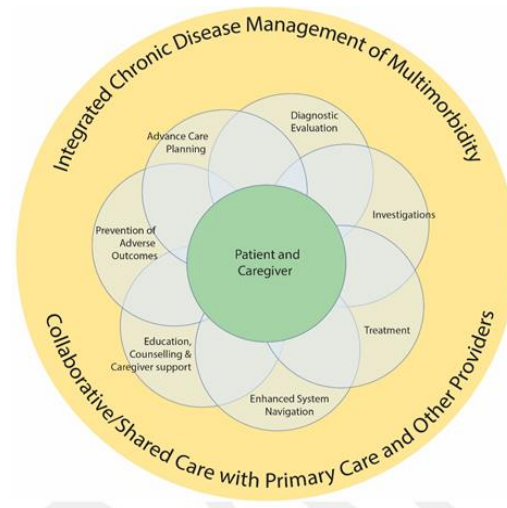 Integrated Chronic Disease Management of Multimorbidity
Diagnostic
Evaluation
Advance Care
Planning
Investigations
Prevention of
Adverse
Outcomes
Patient and
Caregiver
Treatment
Education,
Counselling &
Caregiver support
Enhanced System
Navigation
Collaborative/Shared Care with Primary Care and Other Providers